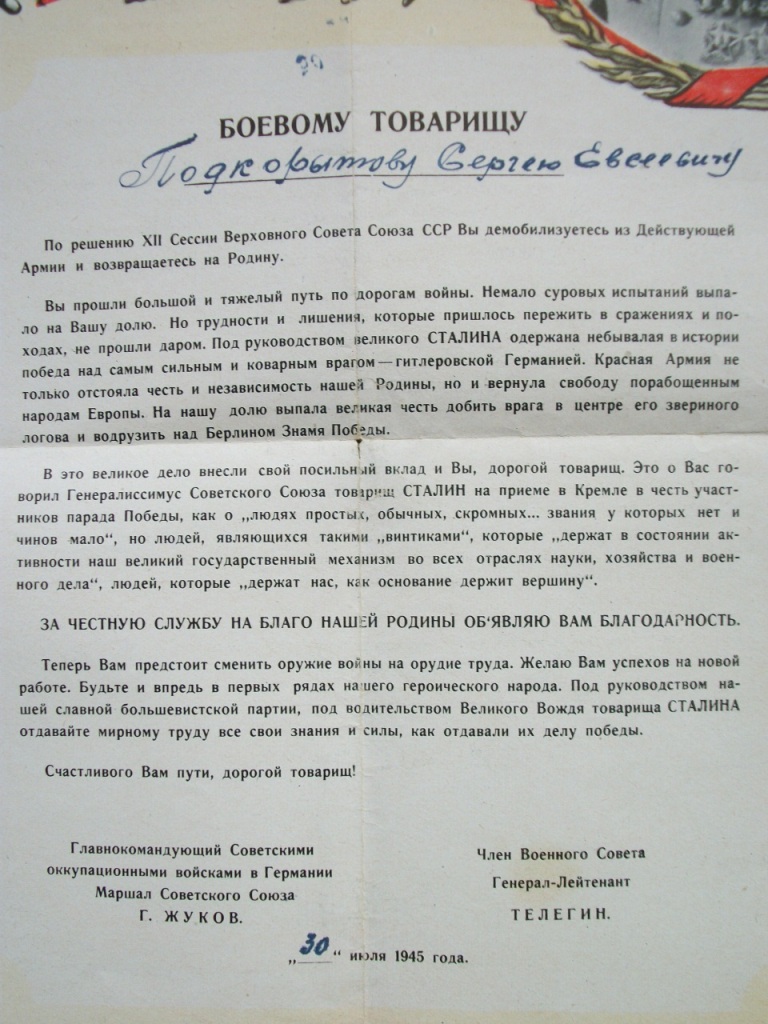 БОЕВОМУ ТОВАРИЩУ
Подкорытову Сергею Евсеевичу
По решению XII Сессии Верховного Совета Союза ССР Вы демобилизуетесь из Действующей
Армии и возвращаетесь на Родину.
Вы прошли большой и тяжелый путь по дорогам войны. Немало суровых испытаний выпа-
ло на Вашу долю. Но трудности и лишения, которые пришлось пережить в сражениях и по-
ходах, не прошли даром. Под руководством великого СТАЛИНА одержана небывалая в истории
победа над самым сильным и коварным врагом—гитлеровской Германией. Красная Армия не
только отстояла честь и независимость нашей Родины, но и вернула свободу порабощенным
народам Европы. На нашу долю выпала великая честь добить врага в центре его звериного
логова и водрузить над Берлином Знамя Победы.
В это великое дело внесли свой посильный вклад и Вы, дорогой товарищ. Это о Вас го-
ворил Генералиссимус Советского Союза товарищ СТАЛИН на приеме в Кремле в честь участ-
ников парада Победы, как о „людях простых, обычных, скромных... звания у которых нет и
чинов мало“, но людей, являющихся такими „винтиками“, которые „держат в состоянии ак-
тивности наш великий государственный механизм во всех отраслях науки, хозяйства и воен-
ного дела“, людей, которые „держат нас, как основание держит вершину“.
ЗА ЧЕСТНУЮ СЛУЖБУ НА БЛАГО НАШЕЙ РОДИНЫ ОБ‘ЯВЛЯЮ ВАМ БЛАГОДАРНОСТЬ.
Теперь Вам предстоит сменить оружие войны на орудие труда. Желаю Вам успехов на новой
работе. Будьте и впредь в первых рядах нашего героического народа. Под руководством на-
шей славной большевистской партии, под водительством Великого Вождя товарища СТАЛИНА
отдавайте мирному труду все свои знания и силы, как отдавали их делу победы.
Счастливого Вам пути, дорогой товарищ!
Главнокомандующий Советскими
оккупационными войсками в Германии
Маршал Советского Союза
Г. ЖУКОВ.
Член Военного Совета
Генерал-Лейтенант
ТЕЛЕГИН.
„30“ июля 1945 года.